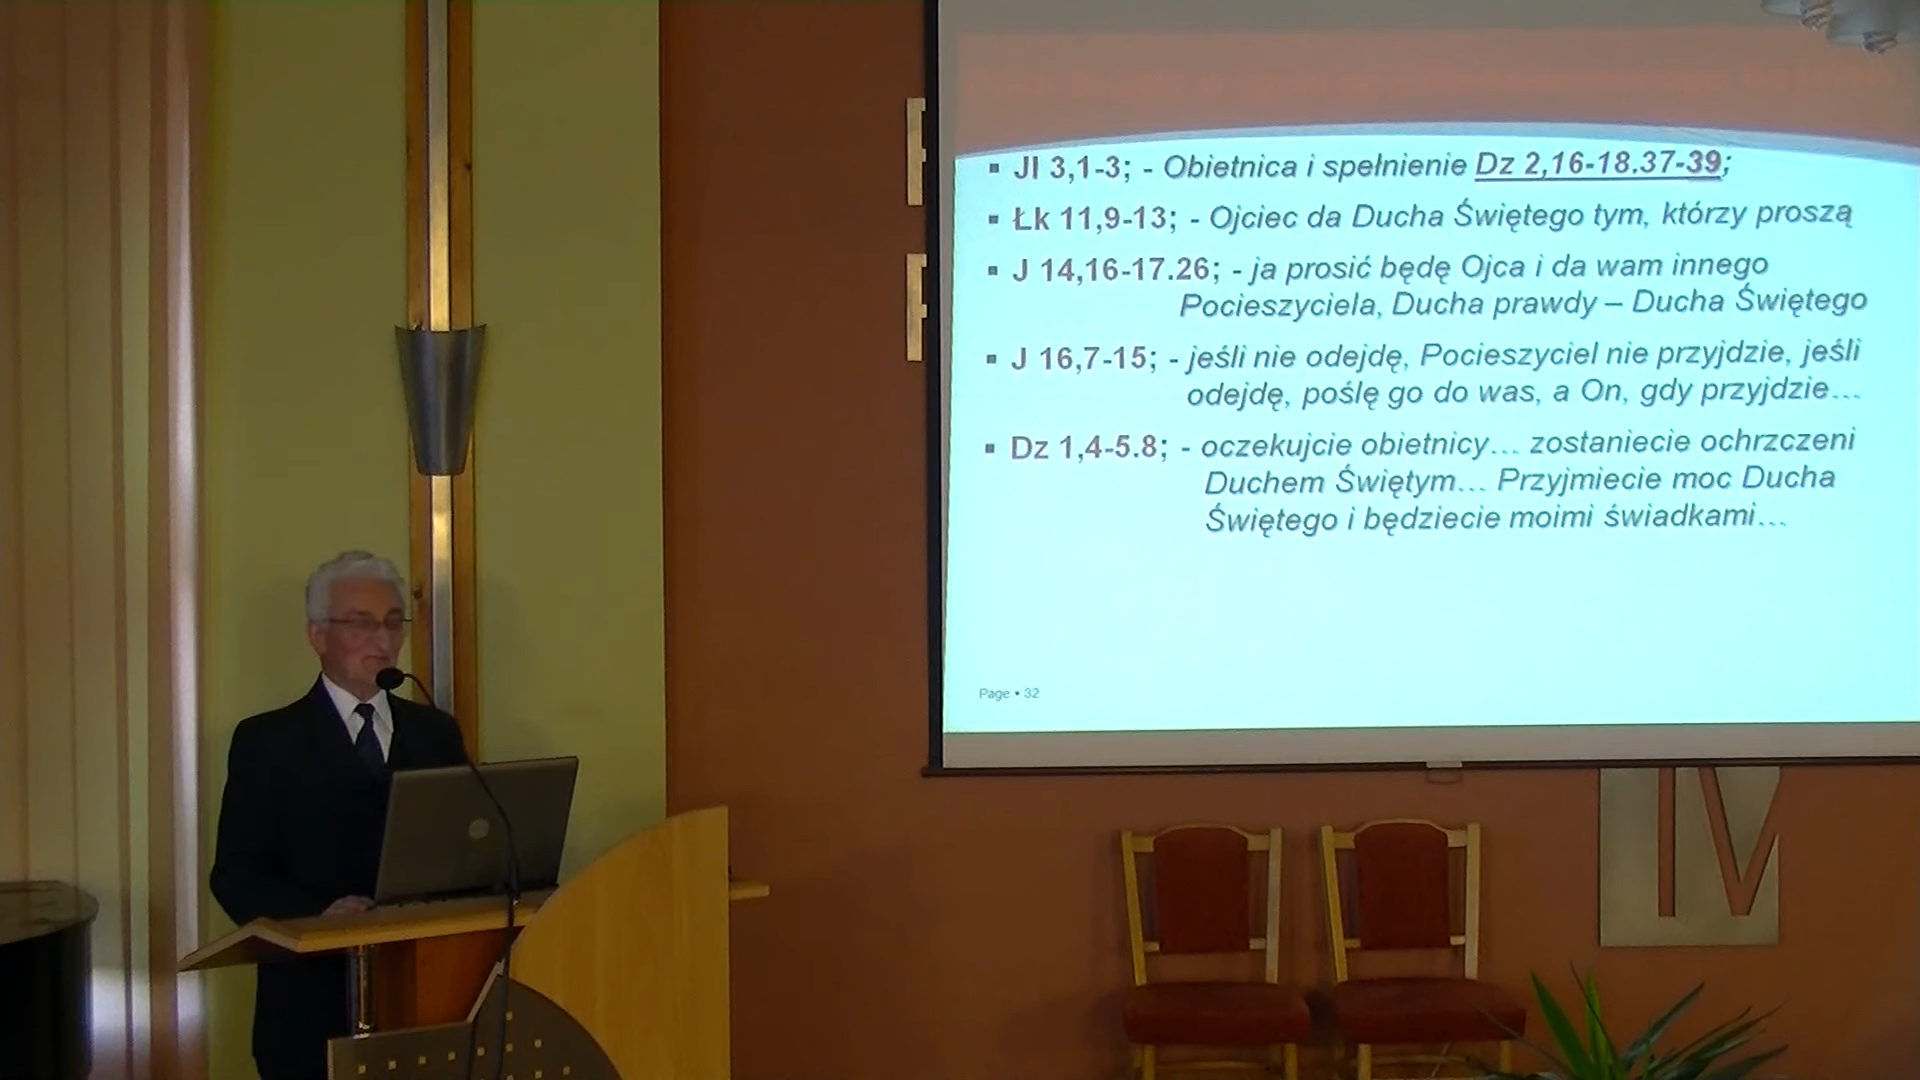 ▪ Jl 3,1-3; - Obietnica i spełnienie Dz 2,16-18.37-39;
▪ Łk 11,9-13; - Ojciec da Ducha Świętego tym, którzy proszą
▪ J 14,16-17.26; - ja prosić będę Ojca i da wam innego
Pocieszyciela, Ducha prawdy – Ducha Świętego
▪ J 16,7-15; - jeśli nie odejdę, Pocieszyciel nie przyjdzie, jeśli
odejdę, poślę go do was, a On, gdy przyjdzie…
▪ Dz 1,4-5.8; - oczekujcie obietnicy… zostaniecie ochrzczeni
Duchem Świętym… Przyjmiecie moc Ducha
Świętego i będziecie moimi świadkami…
Page ▪ 32
IV